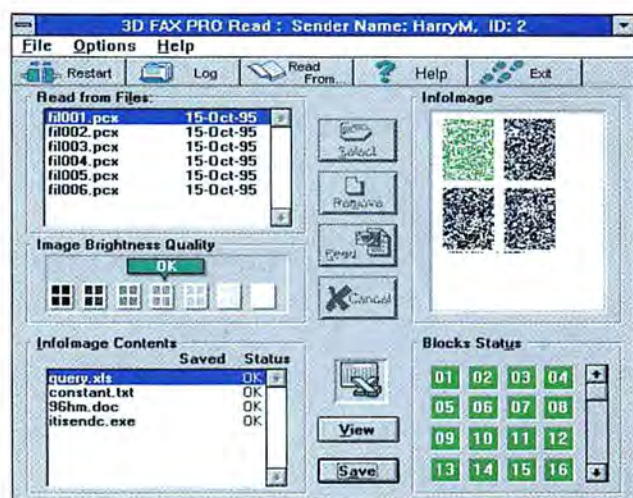 3D FAX PRO Read : Sender Name: HarryM, ID: 2
File Options Help
Restart Log Read From... Help Exit
Read from Files:
fil001.pcx 15-Oct-95
fil002.pcx 15-Oct-95
fil003.pcx 15-Oct-95
fil004.pcx 15-Oct-95
fil005.pcx 15-Oct-95
fil006.pcx 15-Oct-95
Select
Remove
Read
Cancel
InfoImage
Image Brightness Quality
OK
InfoImage Contents
Saved Status
query.xls OK
constant.txt OK
96hm.doc OK
itisendc.exe OK
View
Save
Blocks Status
01 02 03 04
05 06 07 08
09 10 11 12
13 14 15 16